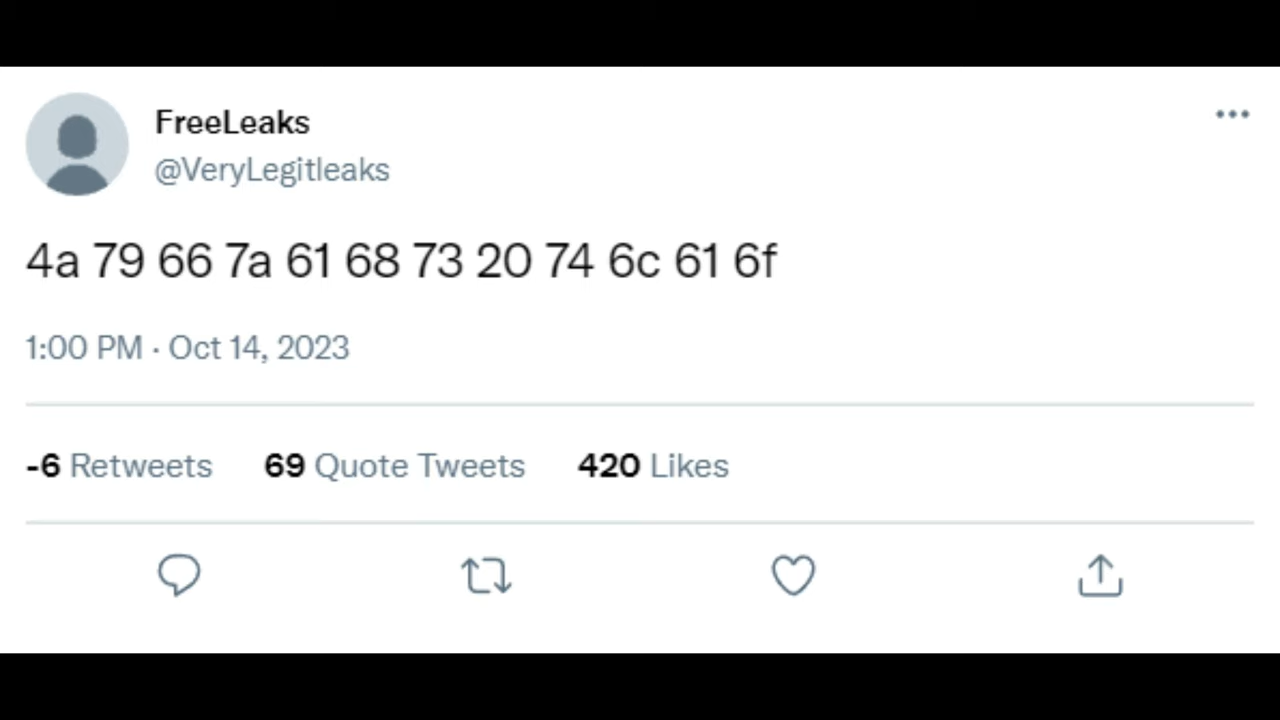 FreeLeaks
@VeryLegitleaks
4a 79 66 7a 61 68 73 20 74 6c 61 6f
1:00 PM · Oct 14, 2023
-6 Retweets 69 Quote Tweets 420 Likes